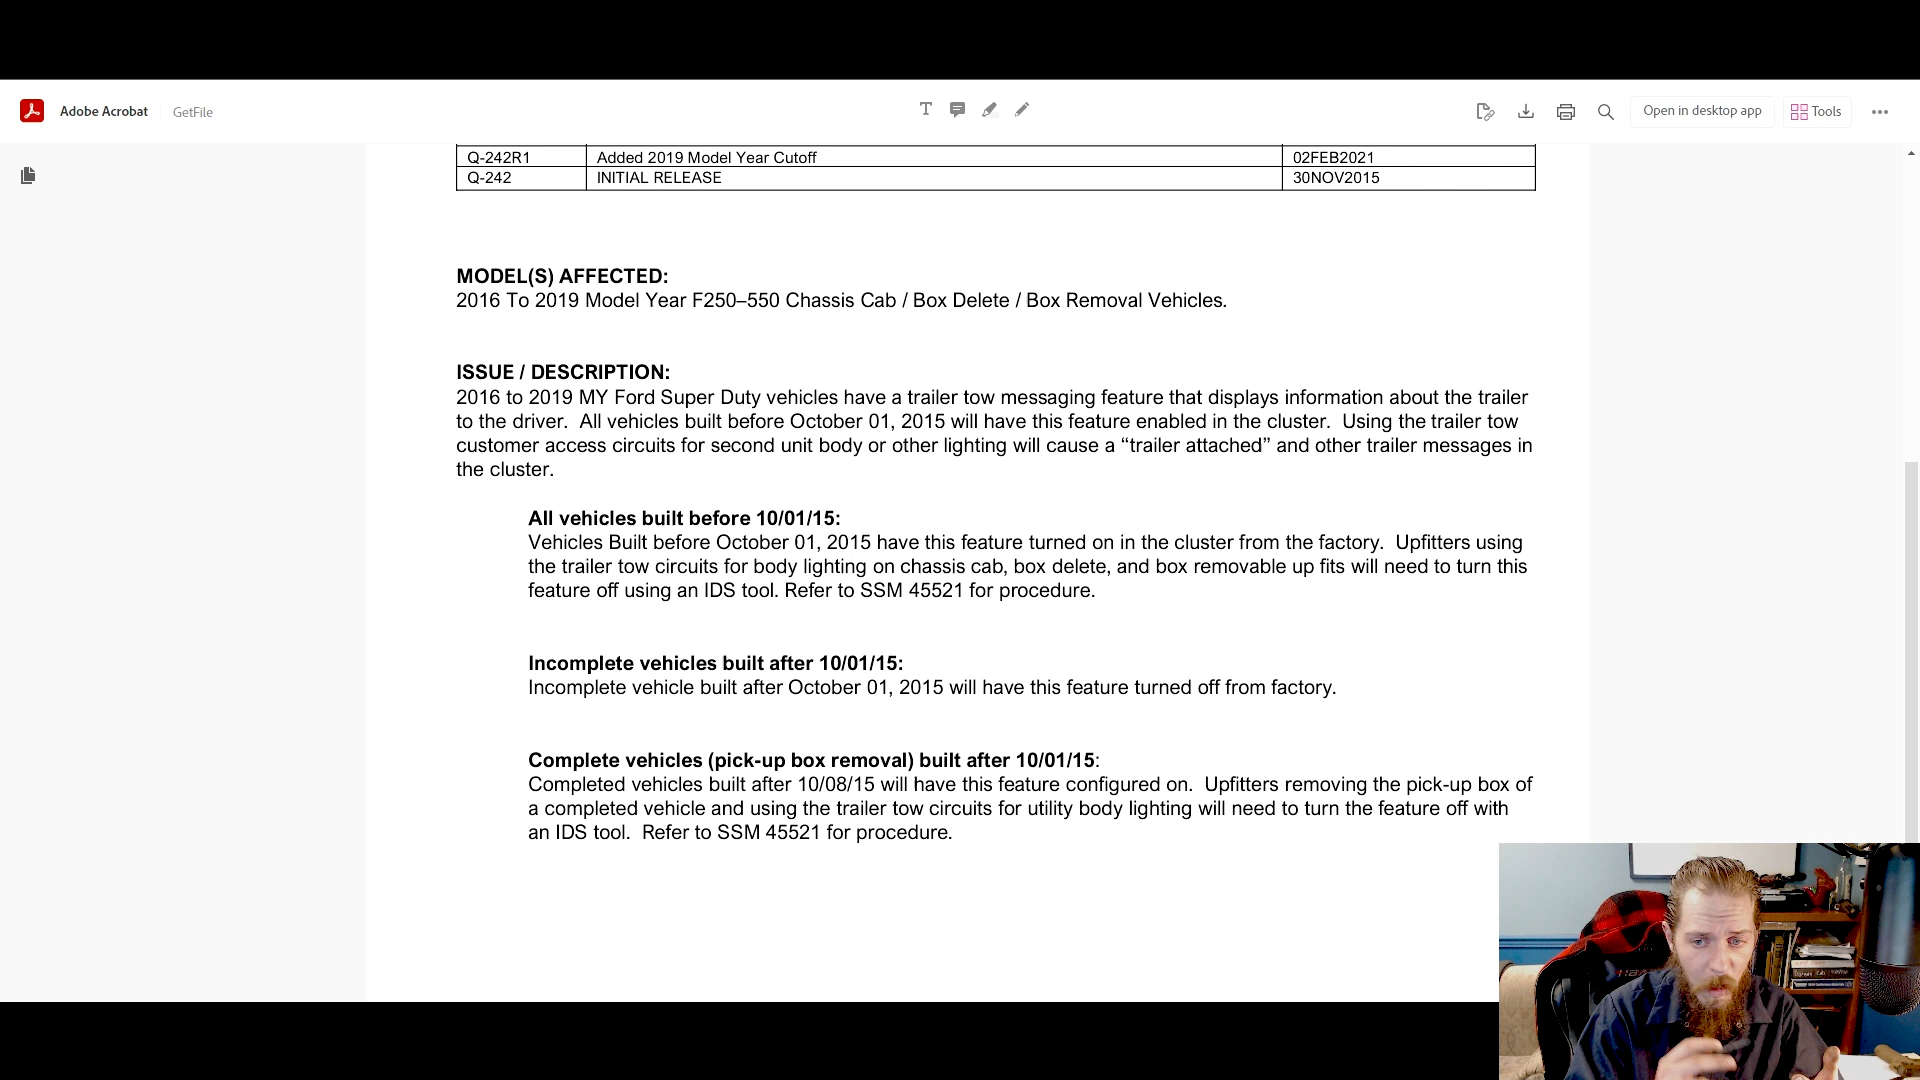 Adobe Acrobat GetFile Open in desktop app Tools
Q-242R1 Added 2019 Model Year Cutoff 02FEB2021
Q-242 INITIAL RELEASE 30NOV2015
MODEL(S) AFFECTED:
2016 To 2019 Model Year F250–550 Chassis Cab / Box Delete / Box Removal Vehicles.
ISSUE / DESCRIPTION:
2016 to 2019 MY Ford Super Duty vehicles have a trailer tow messaging feature that displays information about the trailer
to the driver.  All vehicles built before October 01, 2015 will have this feature enabled in the cluster.  Using the trailer tow
customer access circuits for second unit body or other lighting will cause a “trailer attached” and other trailer messages in
the cluster.
All vehicles built before 10/01/15:
Vehicles Built before October 01, 2015 have this feature turned on in the cluster from the factory.  Upfitters using
the trailer tow circuits for body lighting on chassis cab, box delete, and box removable up fits will need to turn this
feature off using an IDS tool. Refer to SSM 45521 for procedure.
Incomplete vehicles built after 10/01/15:
Incomplete vehicle built after October 01, 2015 will have this feature turned off from factory.
Complete vehicles (pick-up box removal) built after 10/01/15:
Completed vehicles built after 10/08/15 will have this feature configured on.  Upfitters removing the pick-up box of
a completed vehicle and using the trailer tow circuits for utility body lighting will need to turn the feature off with
an IDS tool.  Refer to SSM 45521 for procedure.